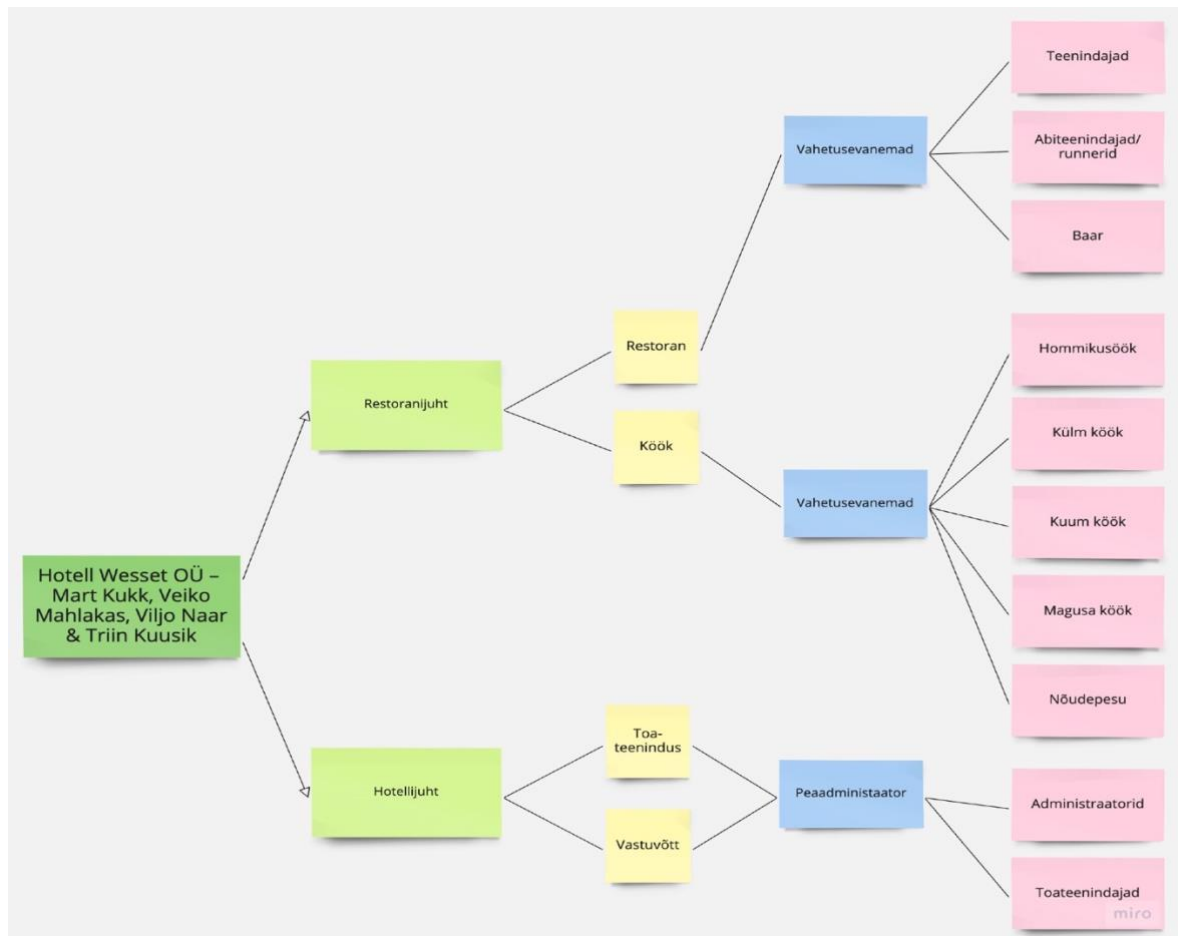 Teenindajad
Vahetusevanemad
Abiteenindajad/
runnerid
Baar
Restoran
Hommikusöök
Restoranijuht
Külm köök
Köök
Vahetusevanemad
Kuum köök
Hotell Wesset OÜ –
Mart Kukk, Veiko
Mahlakas, Viljo Naar
& Triin Kuusik
Magusa köök
Nõudepesu
Toa-
teenindus
Hotellijuht
Peaadministaator
Administraatorid
Vastuvõtt
Toateenindajad
miro